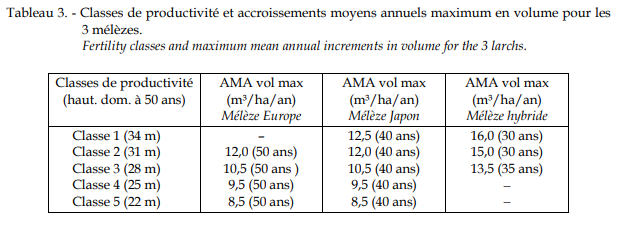 Tableau 3. - Classes de productivité et accroissements moyens annuels maximum en volume pour les
3 mélèzes.
Fertility classes and maximum mean annual increments in volume for the 3 larchs.
Classes de productivité AMA vol max AMA vol max AMA vol max
(haut. dom. à 50 ans) (m³/ha/an) (m³/ha/an) (m³/ha/an)
Mélèze Europe Mélèze Japon Mélèze hybride
Classe 1 (34 m) – 12,5 (40 ans) 16,0 (30 ans)
Classe 2 (31 m) 12,0 (50 ans) 12,0 (40 ans) 15,0 (30 ans)
Classe 3 (28 m) 10,5 (50 ans ) 10,5 (40 ans) 13,5 (35 ans)
Classe 4 (25 m) 9,5 (50 ans) 9,5 (40 ans) –
Classe 5 (22 m) 8,5 (50 ans) 8,5 (40 ans) –